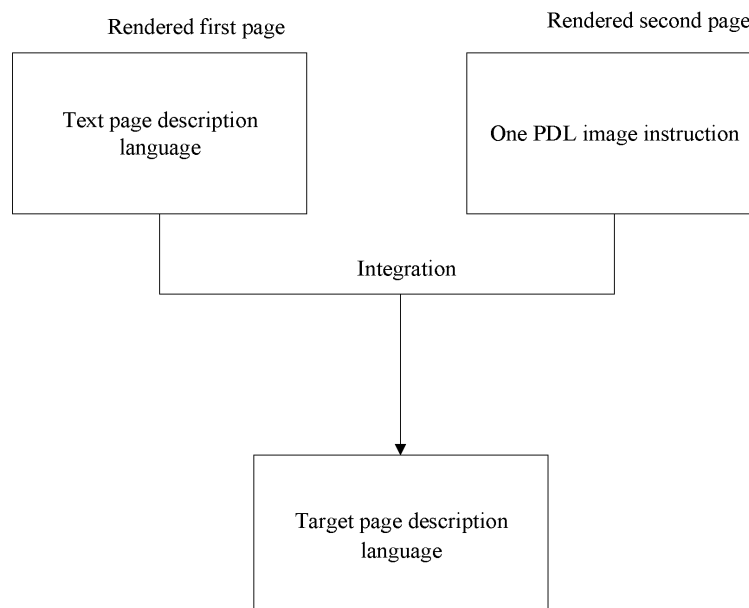 Rendered first page
Rendered second page
Text page description
language
One PDL image instruction
Integration
Target page description
language